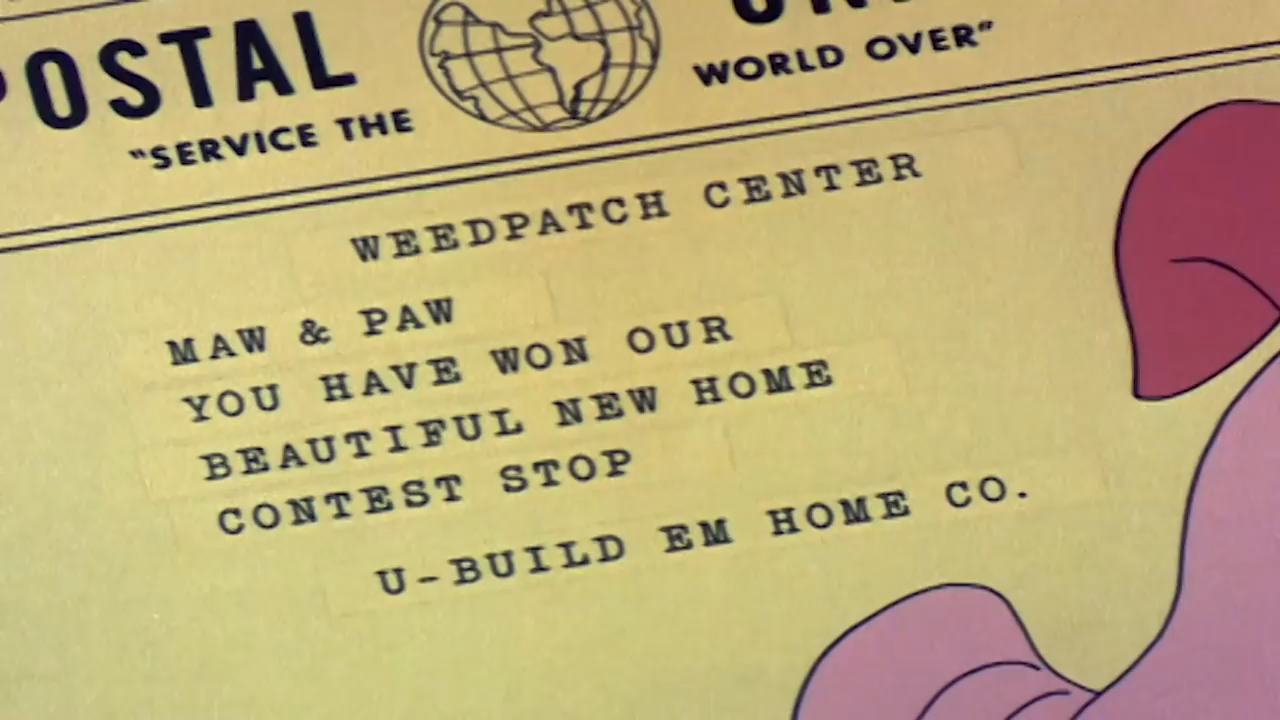 POSTAL
"SERVICE THE WORLD OVER"
WEEDPATCH CENTER
MAW & PAW
YOU HAVE WON OUR
BEAUTIFUL NEW HOME
CONTEST STOP
U-BUILD EM HOME CO.